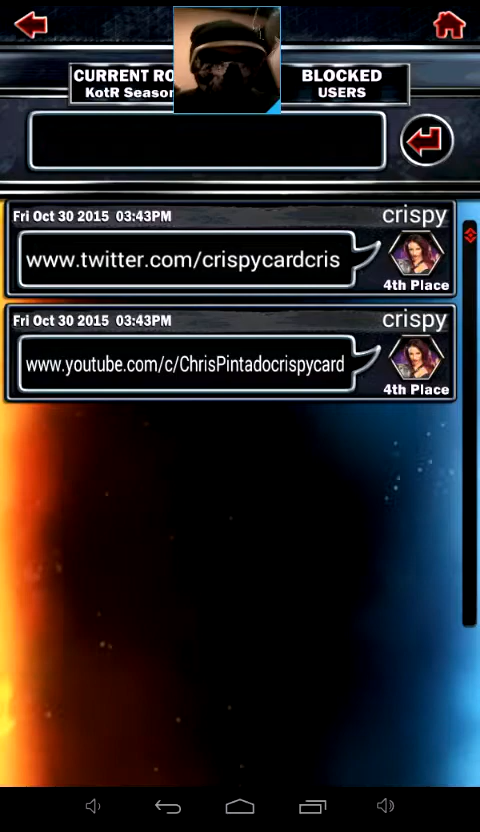 CURRENT RO
KotR Season
BLOCKED
USERS
Fri Oct 30 2015 03:43PM
crispy
www.twitter.com/crispycardcris
4th Place
Fri Oct 30 2015 03:43PM
crispy
www.youtube.com/c/ChrisPintadocrispycard
4th Place